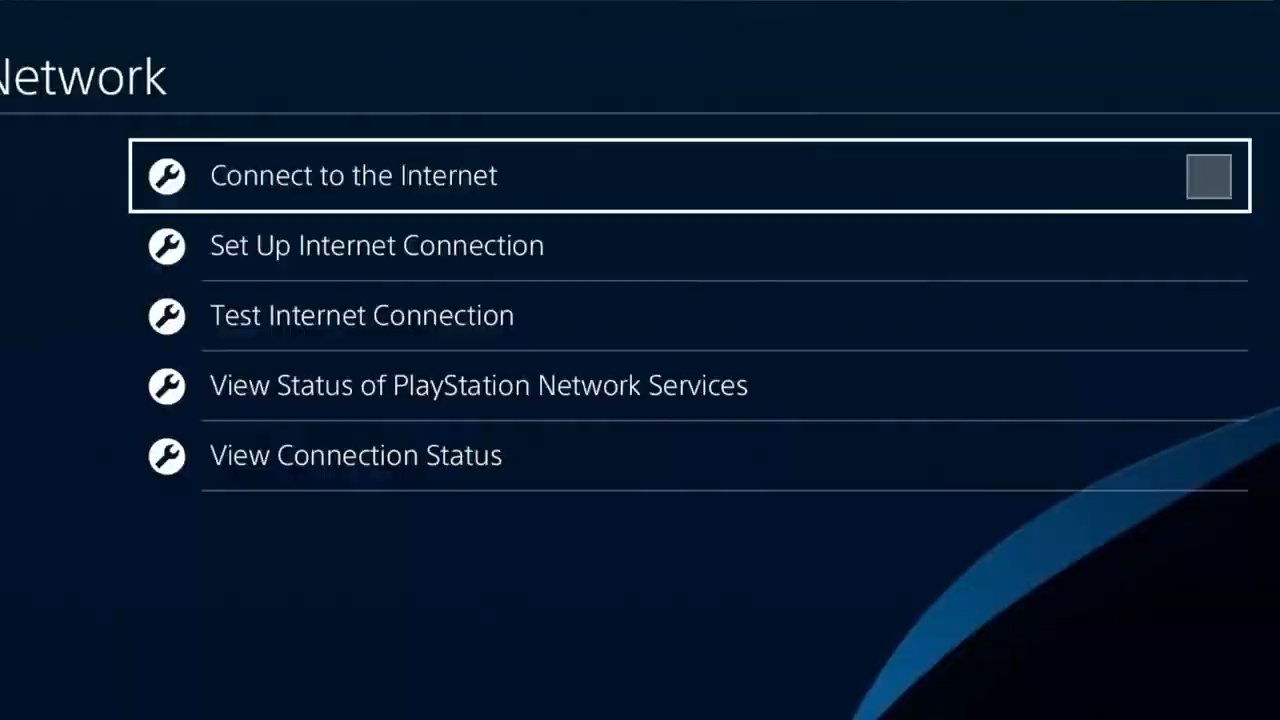 Network
Connect to the Internet
Set Up Internet Connection
Test Internet Connection
View Status of PlayStation Network Services
View Connection Status